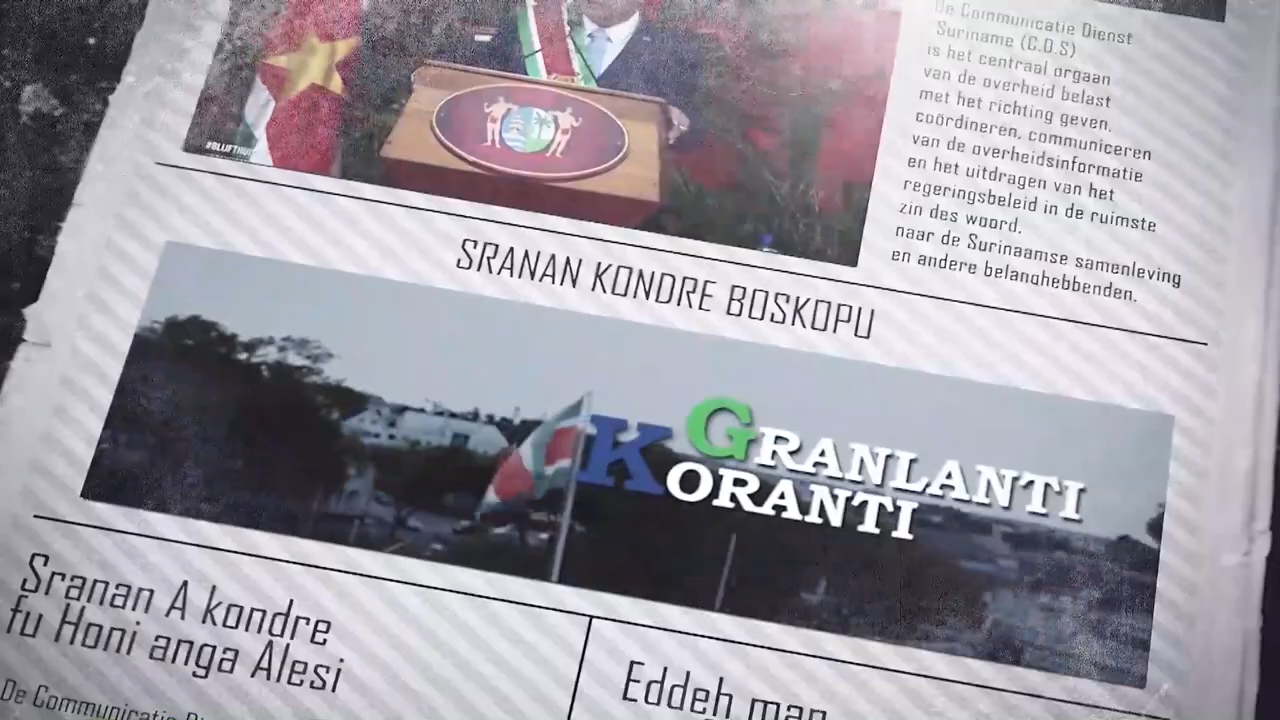 De Communicatie Dienst
Suriname (C.D.S)
is het centraal orgaan
van de overheid belast
met het richting geven,
coördineren, communiceren
van de overheidsinformatie
en het uitdragen van het
regeringsbeleid in de ruimste
zin des woord,
naar de Surinaamse samenleving
en andere belanghebbenden.
SRANAN KONDRE BOSKOPU
GRANLANTI
KORANTI
Sranan A kondre
fu Honi anga Alesi
De Communicatie
Eddeh man